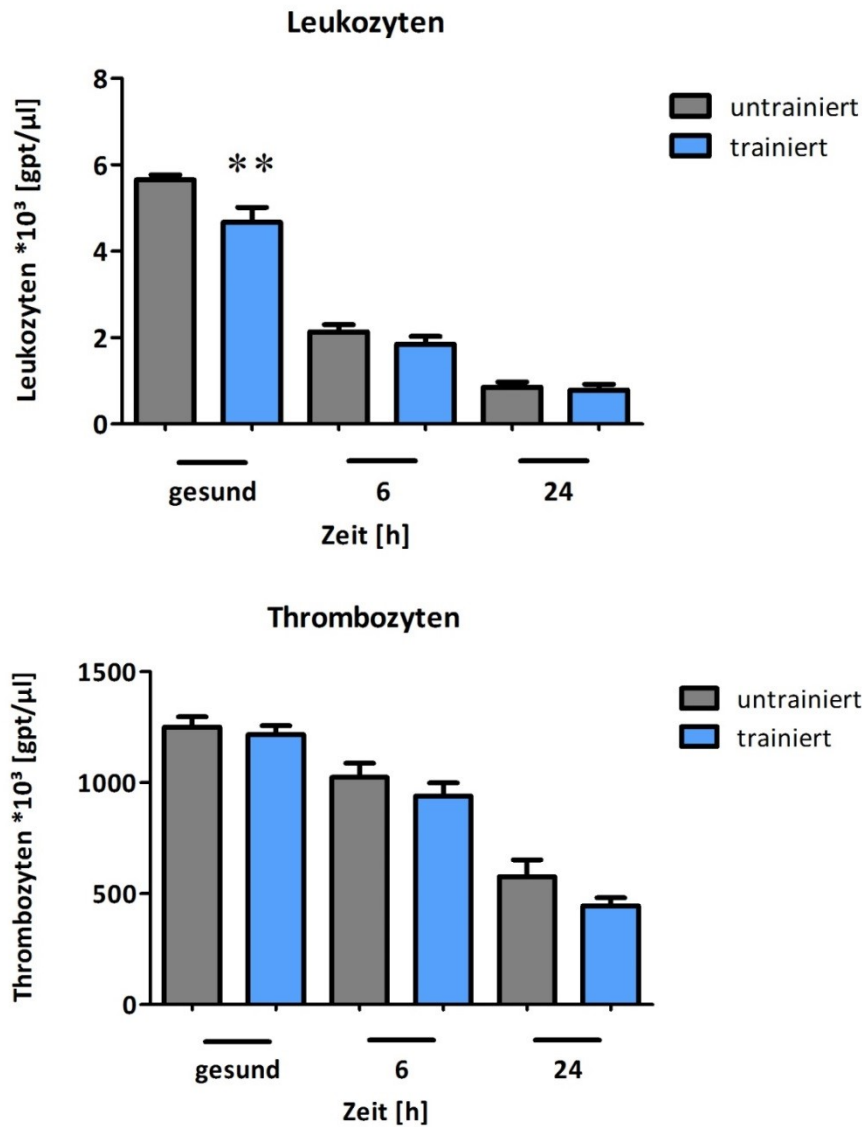 Leukozyten
Leukozyten *10³ [gpt/µl]
8
6
4
2
0
**
untrainiert
trainiert
gesund 6 24
Zeit [h]
Thrombozyten
Thrombozyten *10³ [gpt/µl]
1500
1000
500
0
untrainiert
trainiert
gesund 6 24
Zeit [h]